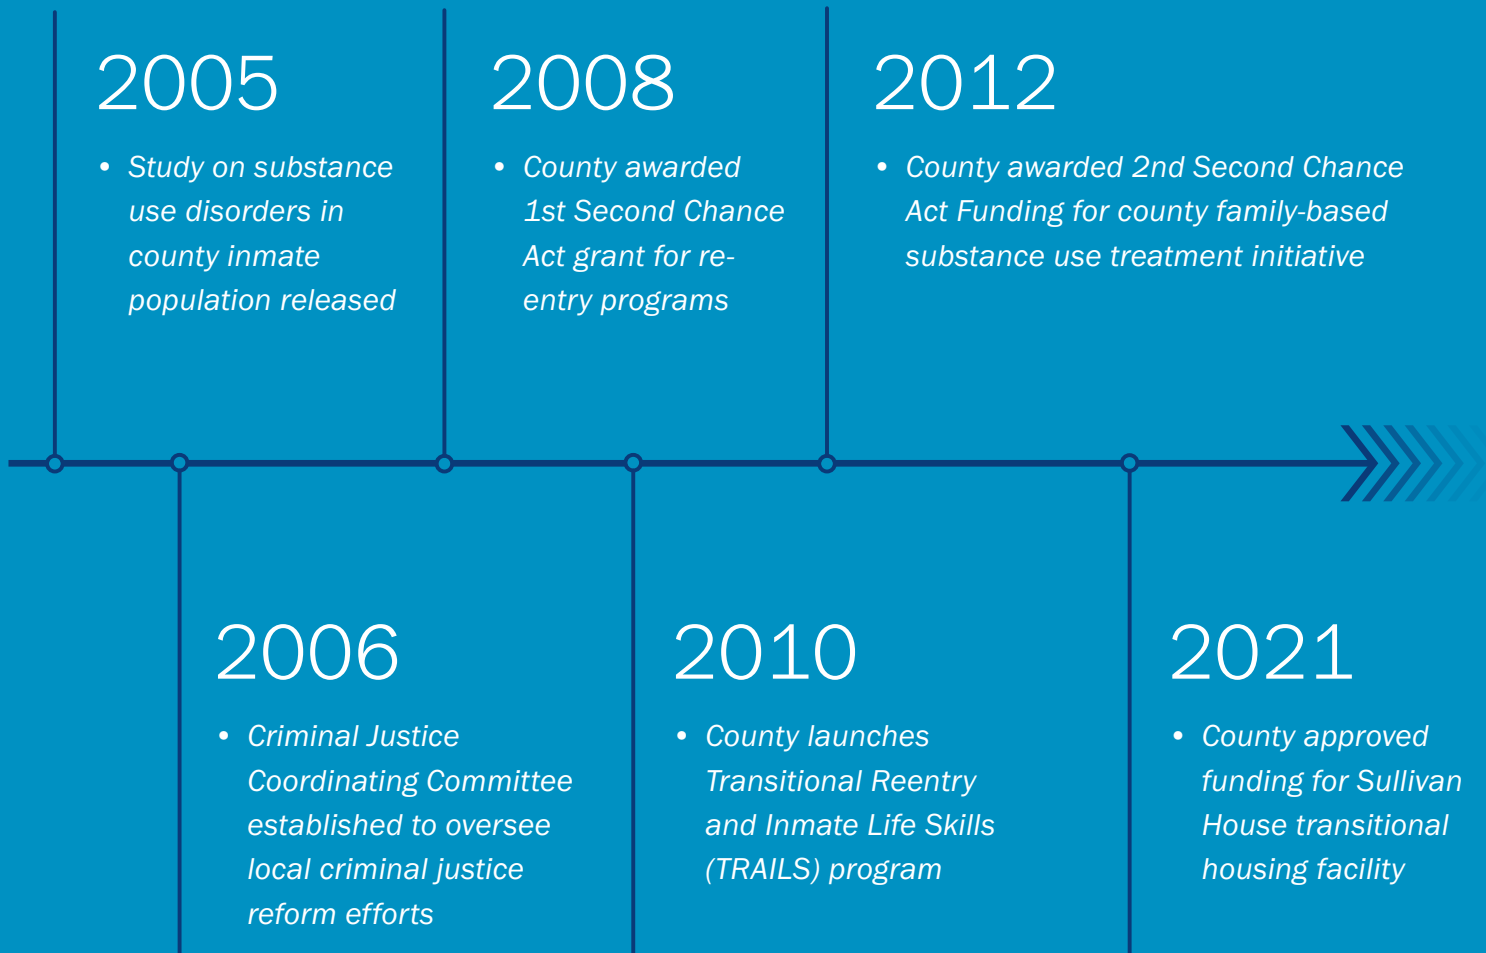 2005
• Study on substance
use disorders in
county inmate
population released
2008
• County awarded
1st Second Chance
Act grant for re-
entry programs
2012
• County awarded 2nd Second Chance
Act Funding for county family-based
substance use treatment initiative
2006
• Criminal Justice
Coordinating Committee
established to oversee
local criminal justice
reform efforts
2010
• County launches
Transitional Reentry
and Inmate Life Skills
(TRAILS) program
2021
• County approved
funding for Sullivan
House transitional
housing facility